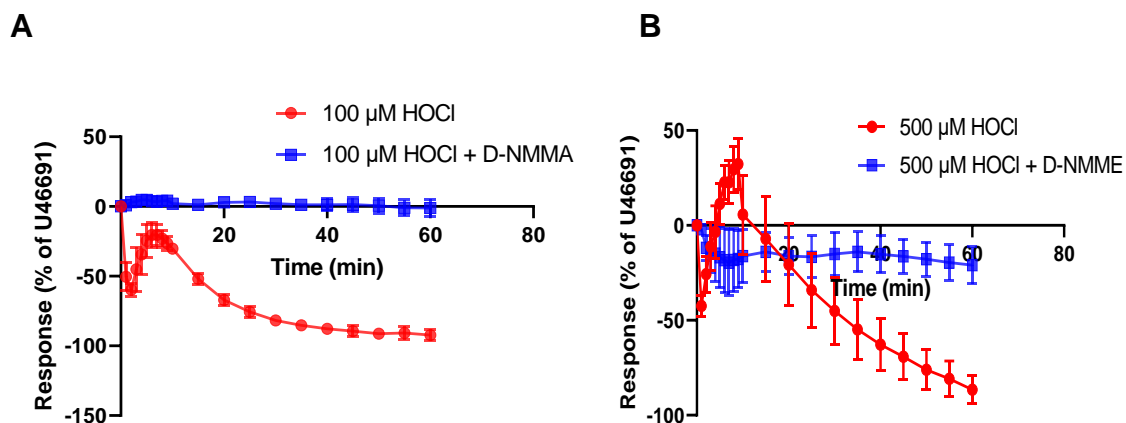 A
B
100 µM HOCl
100 µM HOCl + D-NMMA
500 µM HOCl
500 µM HOCl + D-NMME
Response (% of U46691)
50
0
-50
-100
-150
20
40
60
80
Time (min)
Response (% of U46691)
50
0
-50
-100
20
40
60
80
Time (min)